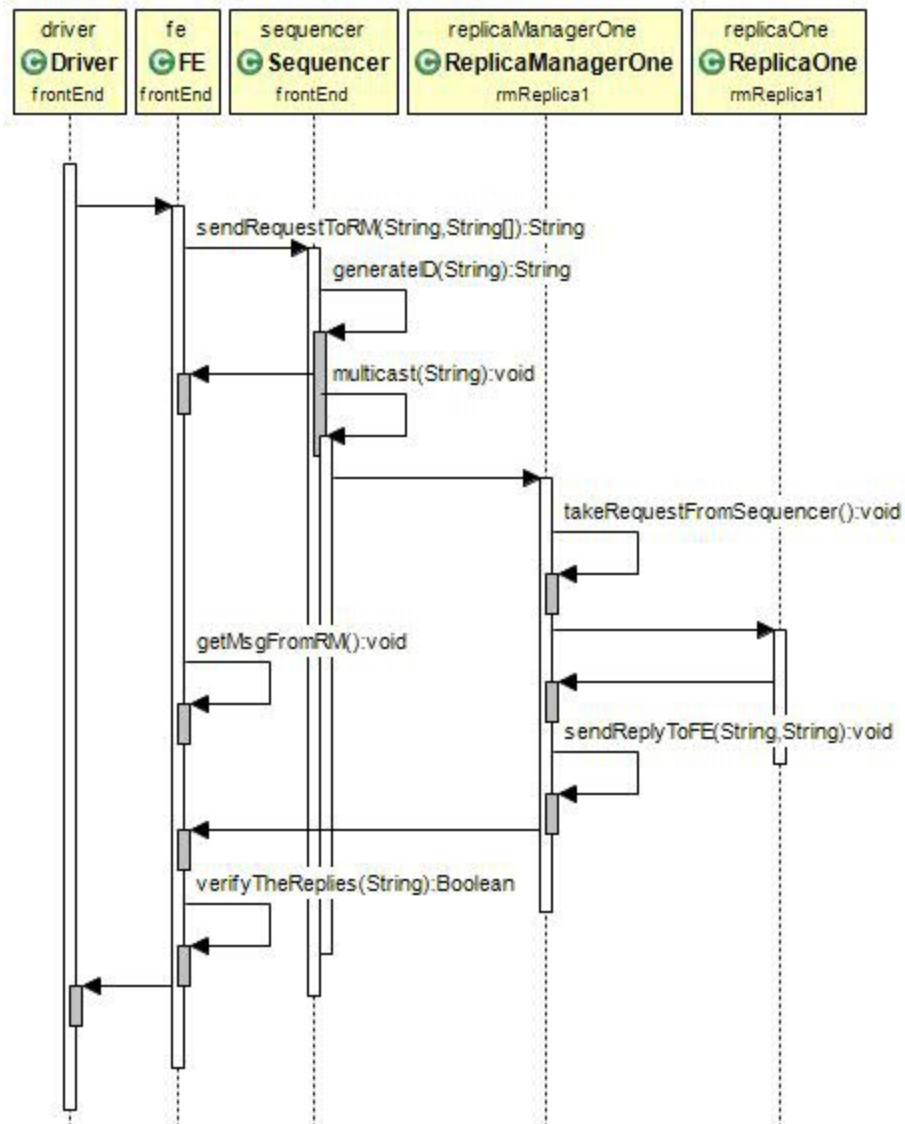 driver
fe
sequencer
replicaManagerOne
replicaOne
C Driver
C FE
C Sequencer
C ReplicaManagerOne
C ReplicaOne
frontEnd
frontEnd
frontEnd
rmReplica1
rmReplica1
sendRequestToRM(String,String[]):String
generateID(String):String
multicast(String):void
takeRequestFromSequencer():void
getMsgFromRM():void
sendReplyToFE(String,String):void
verifyTheReplies(String):Boolean